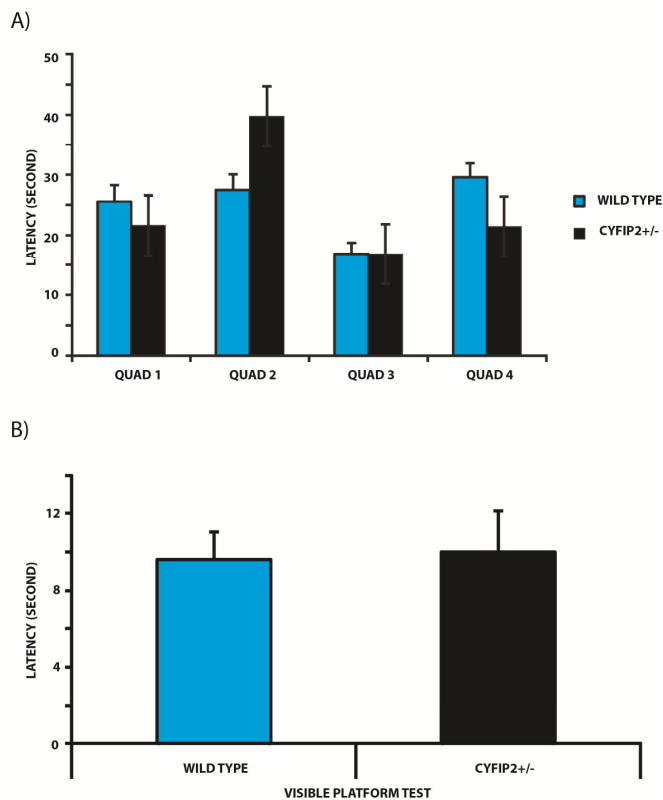 A)
50
40
30
20
10
0
LATENCY (SECOND)
QUAD 1 QUAD 2 QUAD 3 QUAD 4
WILD TYPE
CYFIP2+/-
B)
12
8
4
0
LATENCY (SECOND)
WILD TYPE CYFIP2+/-
VISIBLE PLATFORM TEST